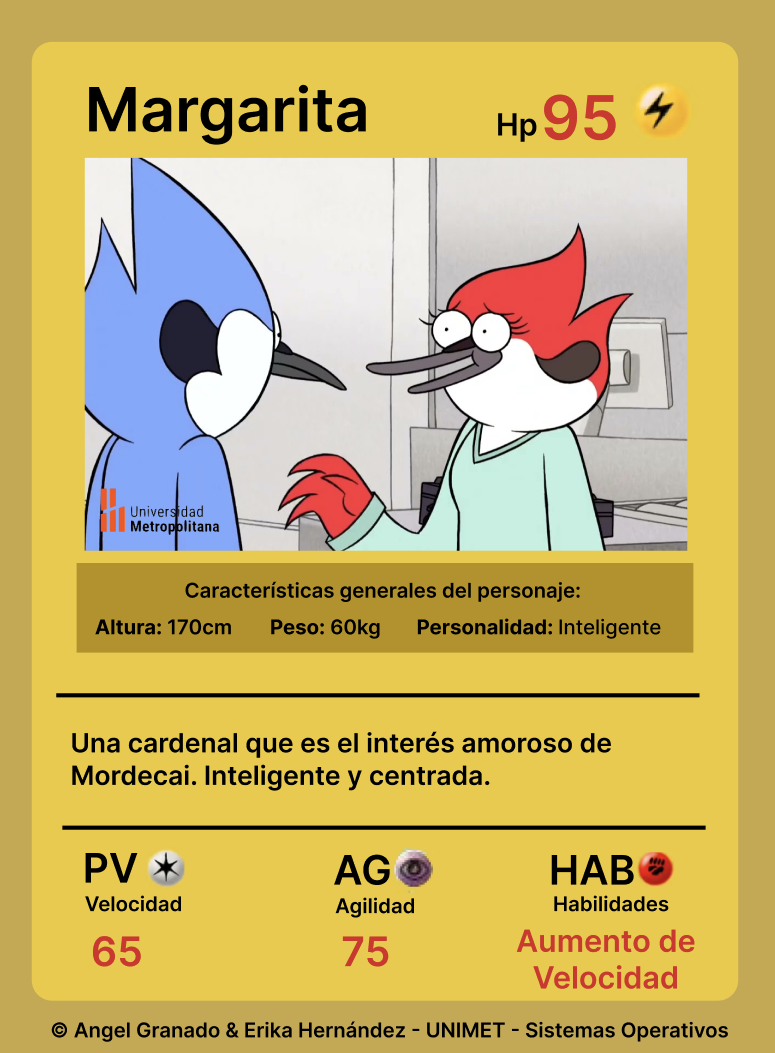 Margarita
Hp 95
Universidad
Metropolitana
Características generales del personaje:
Altura: 170cm Peso: 60kg Personalidad: Inteligente
Una cardenal que es el interés amoroso de
Mordecai. Inteligente y centrada.
PV AG HAB
Velocidad Agilidad Habilidades
65 75 Aumento de
Velocidad
© Angel Granado & Erika Hernández - UNIMET - Sistemas Operativos